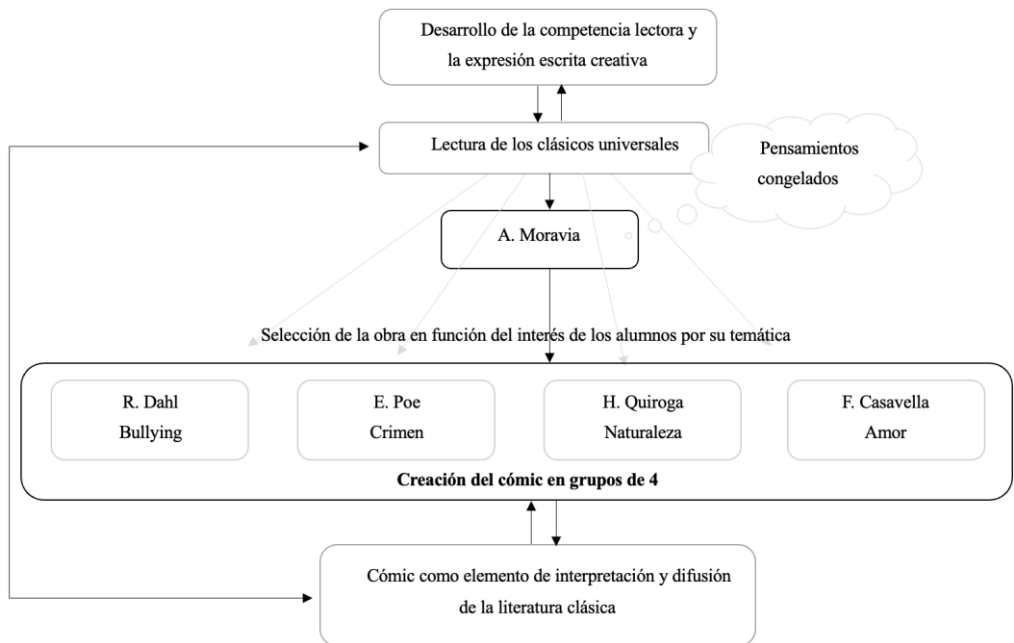 Desarrollo de la competencia lectora y
la expresión escrita creativa
Lectura de los clásicos universales
Pensamientos
congelados
A. Moravia
Selección de la obra en función del interés de los alumnos por su temática
R. Dahl
Bullying
E. Poe
Crimen
H. Quiroga
Naturaleza
F. Casavella
Amor
Creación del cómic en grupos de 4
Cómic como elemento de interpretación y difusión
de la literatura clásica